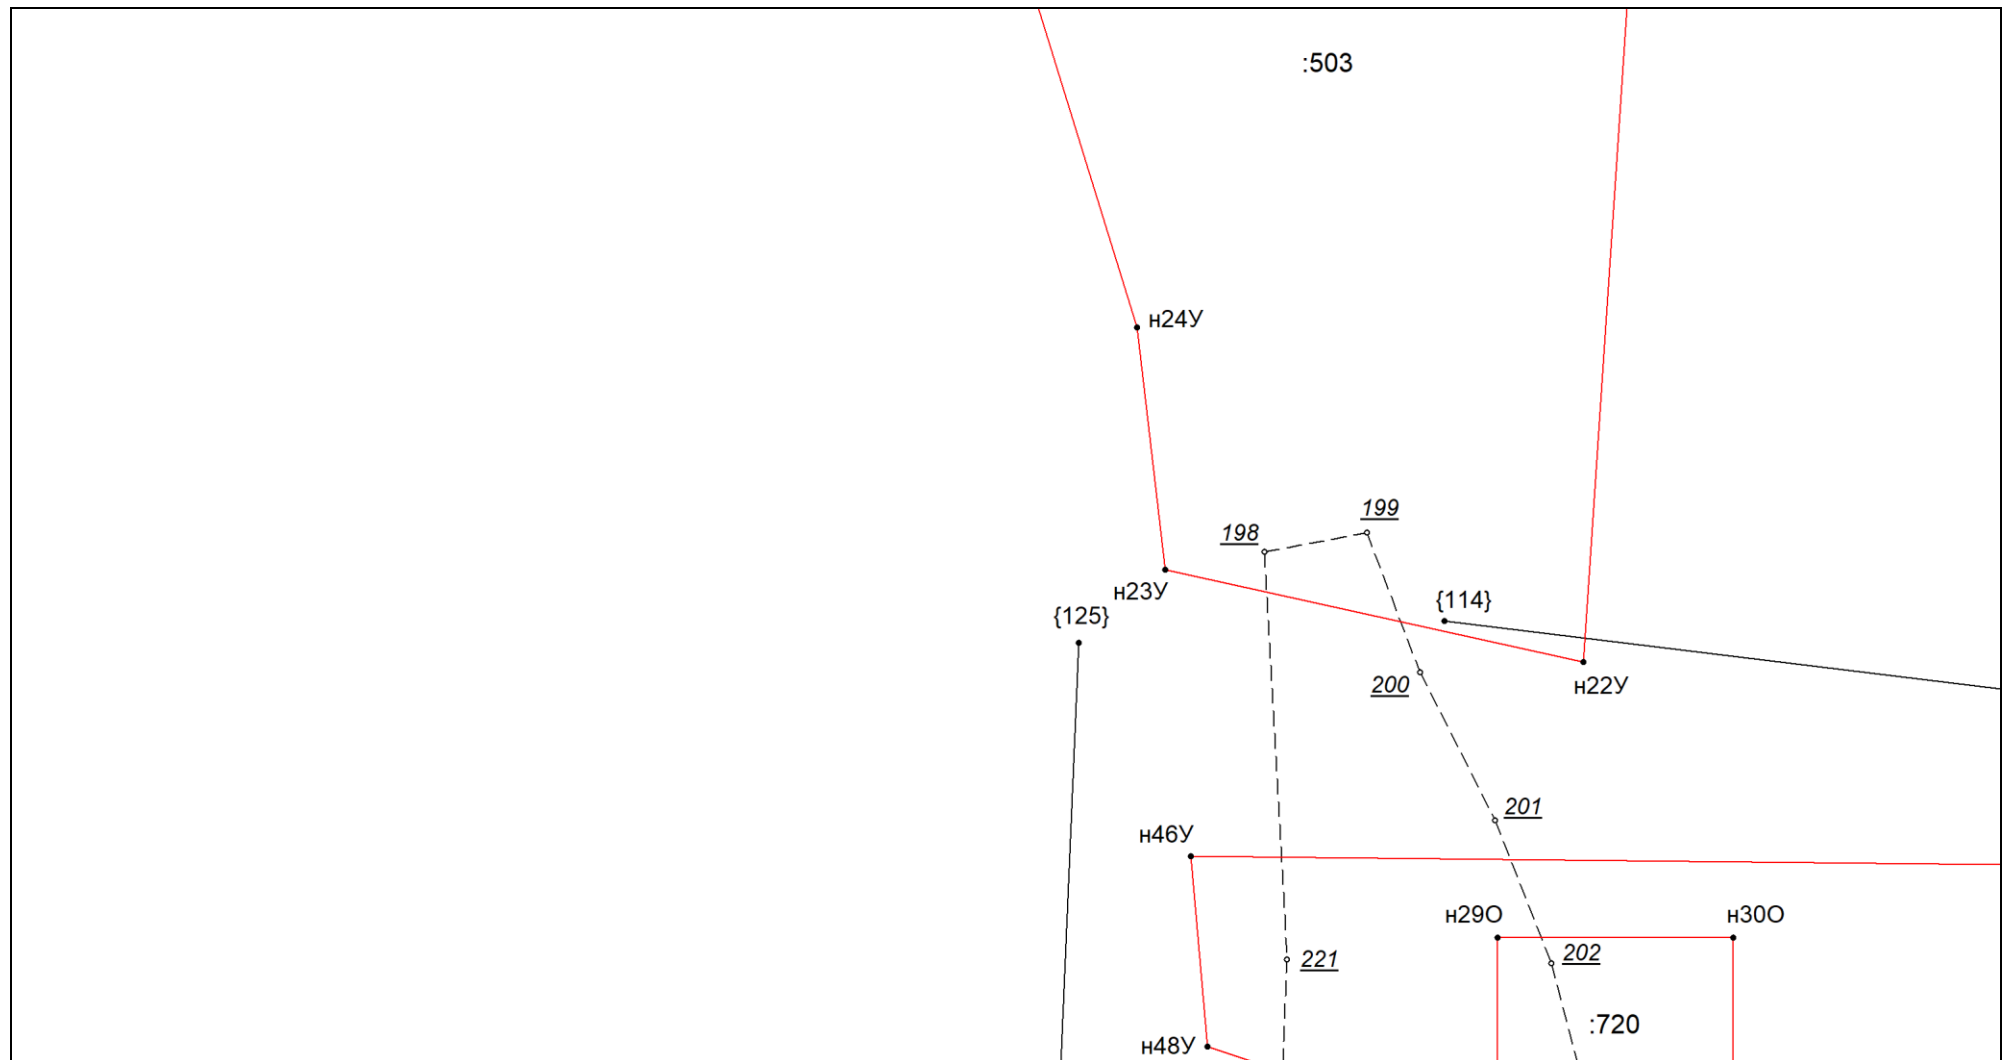 :503
н24У
199
198
н23У
{114}
{125}
200
н22У
201
н46У
н29О
н30О
202
221
:720
н48У